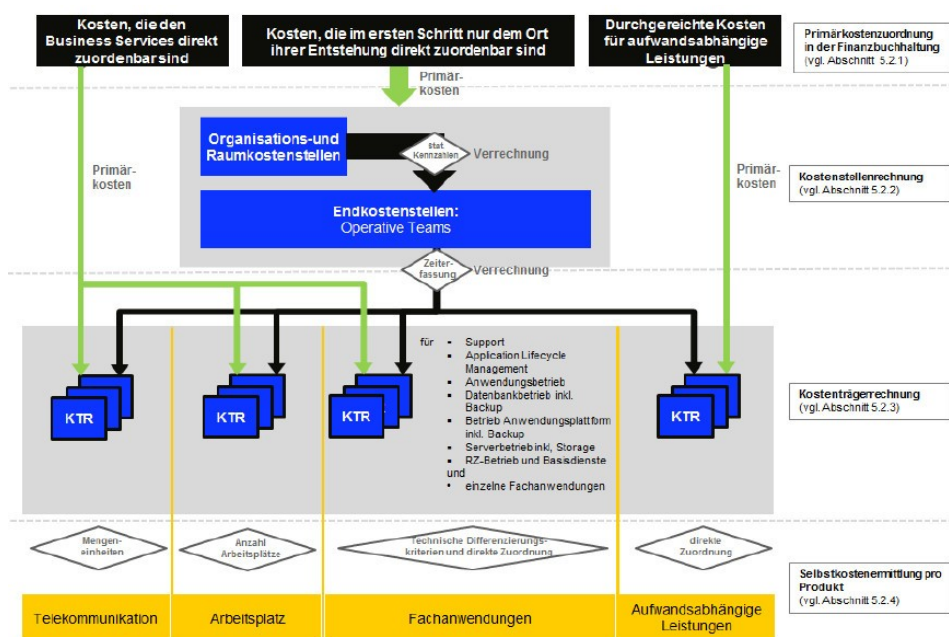 Kosten, die den
Business Services direkt
zuordenbar sind
Kosten, die im ersten Schritt nur dem Ort
ihrer Entstehung direkt zuordenbar sind
Durchgereichte Kosten
für aufwandsabhängige
Leistungen
Primärkostenzuordnung
in der Finanzbuchhaltung
(vgl. Abschnitt 5.2.1)
Primär-
kosten
Organisations-und
Raumkostenstellen
stat
Kennzahlen
Verrechnung
Primär-
kosten
Primär-
kosten
Kostenstellenrechnung
(vgl. Abschnitt 5.2.2)
Endkostenstellen:
Operative Teams
Zeiter-
fassung
Verrechnung
für
▪ Support
▪ Application Lifecycle
Management
▪ Anwendungsbetrieb
▪ Datenbankbetrieb inkl.
Backup
▪ Betrieb Anwendungsplattform
inkl. Backup
▪ Serverbetrieb inkl, Storage
▪ RZ-Betrieb und Basisdienste
und
• einzelne Fachanwendungen
KTR
KTR
KTR
KTR
Kostenträgerrechnung
(vgl. Abschnitt 5.2.3)
Mengen-
einheiten
Anzahl
Arbeitsplätze
Technische Differenzierungs-
kriterien und direkte Zuordnung
direkte
Zuordnung
Selbstkostenermittlung pro
Produkt
(vgl. Abschnitt 5.2.4)
Telekommunikation
Arbeitsplatz
Fachanwendungen
Aufwandsabhängige
Leistungen